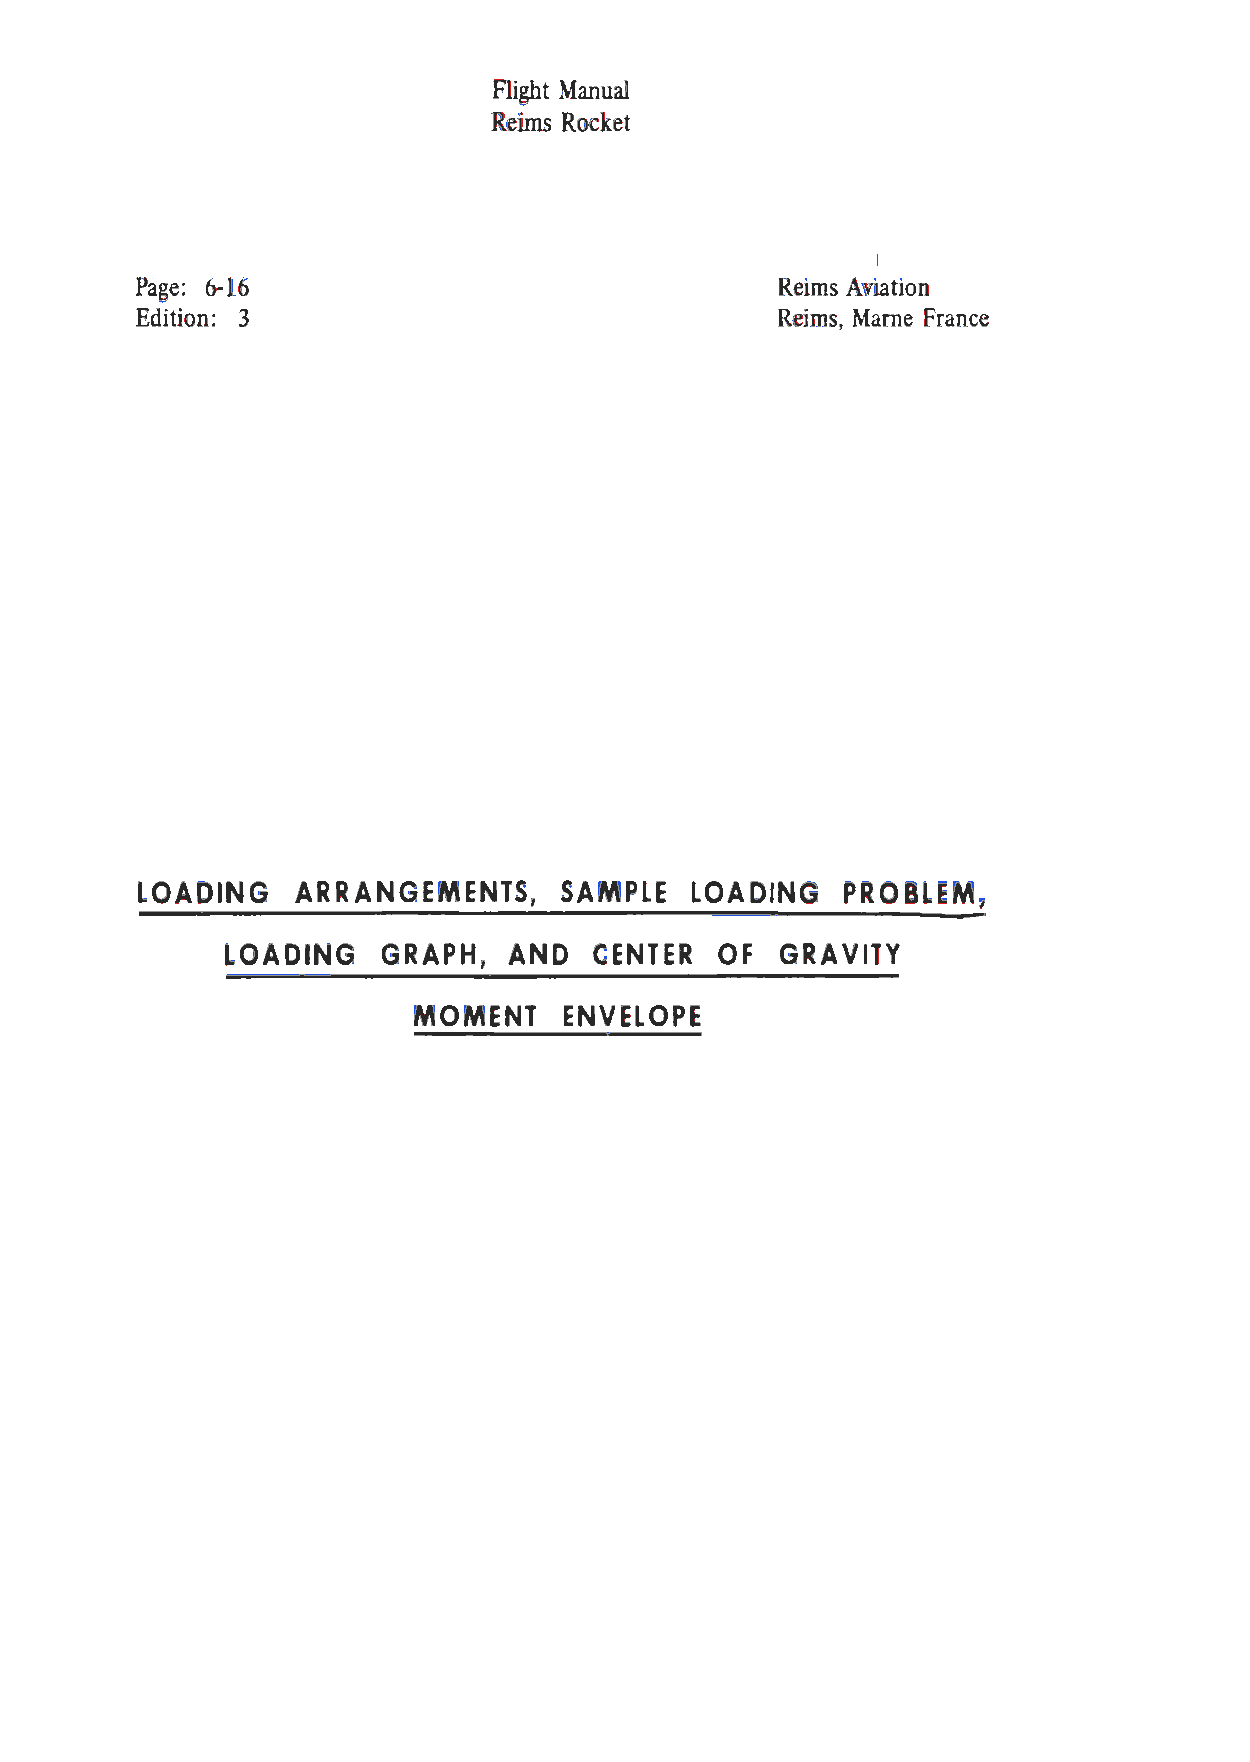 Flight Manual
Reims Rocket
Page: 6-16
Edition: 3
Reims Aviation
Reims, Marne France
LOADING ARRANGEMENTS, SAMPLE LOADING PROBLEM,
LOADING GRAPH, AND CENTER OF GRAVITY
MOMENT ENVELOPE